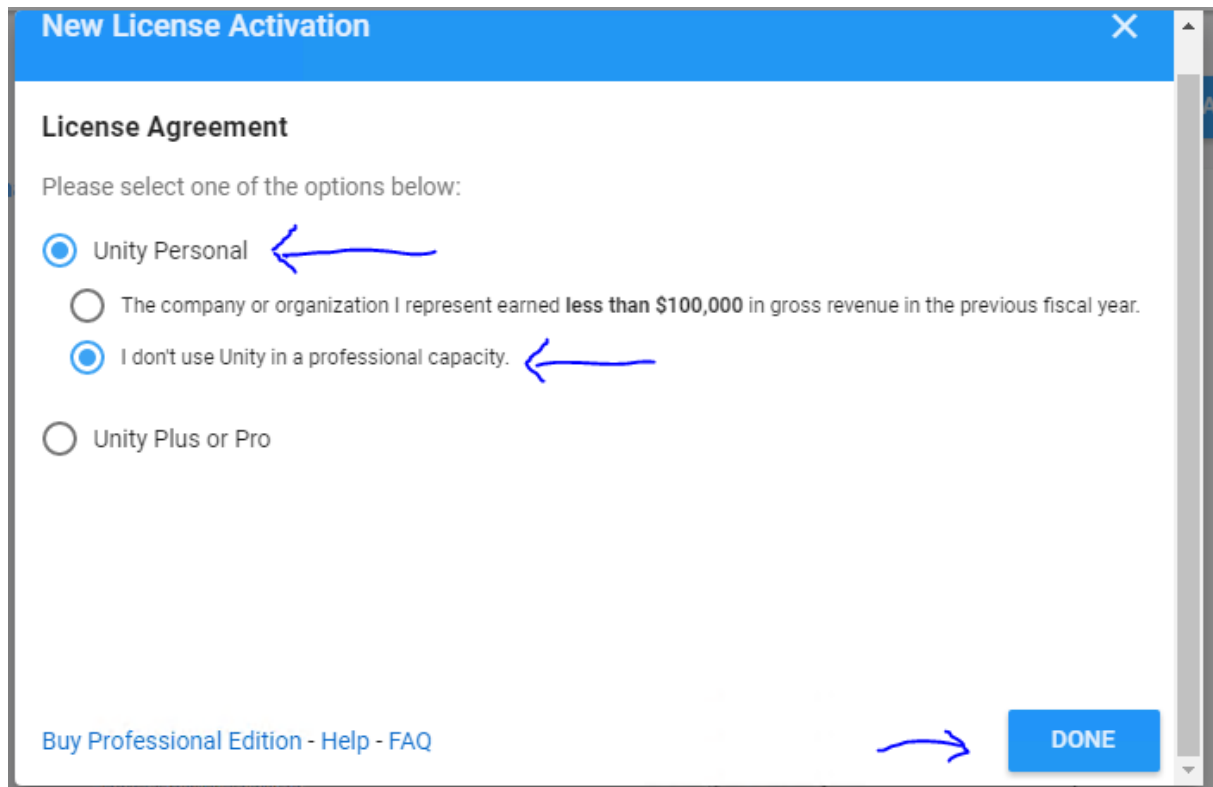 New License Activation
License Agreement
Please select one of the options below:
Unity Personal
The company or organization I represent earned less than $100,000 in gross revenue in the previous fiscal year.
I don't use Unity in a professional capacity.
Unity Plus or Pro
Buy Professional Edition - Help - FAQ
DONE